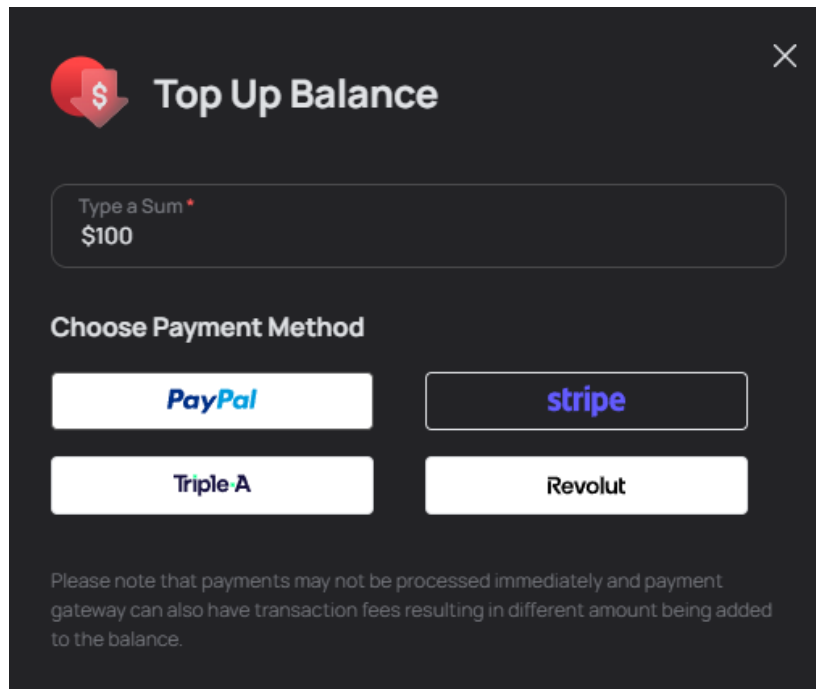 $
Top Up Balance
Type a Sum *
$100
Choose Payment Method
PayPal
stripe
Triple-A
Revolut
Please note that payments may not be processed immediately and payment
gateway can also have transaction fees resulting in different amount being added
to the balance.